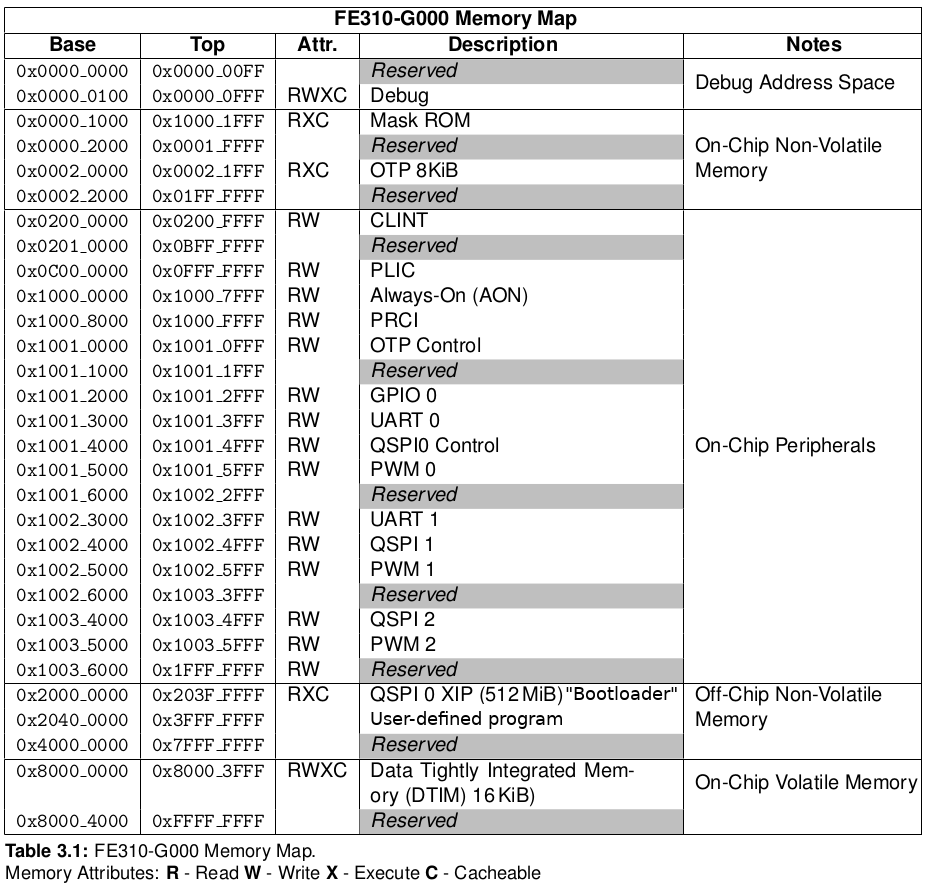 FE310-G000 Memory Map
Base Top Attr. Description Notes
0x0000_0000 0x0000_00FF Reserved Debug Address Space
0x0000_0100 0x0000_0FFF RWXC Debug
0x0000_1000 0x1000_1FFF RXC Mask ROM On-Chip Non-Volatile Memory
0x0000_2000 0x0001_FFFF Reserved
0x0002_0000 0x0002_1FFF RXC OTP 8KiB
0x0002_2000 0x01FF_FFFF Reserved
0x0200_0000 0x0200_FFFF RW CLINT On-Chip Peripherals
0x0201_0000 0x0BFF_FFFF Reserved
0x0C00_0000 0x0FFF_FFFF RW PLIC
0x1000_0000 0x1000_7FFF RW Always-On (AON)
0x1000_8000 0x1000_FFFF RW PRCI
0x1001_0000 0x1001_0FFF RW OTP Control
0x1001_1000 0x1001_1FFF Reserved
0x1001_2000 0x1001_2FFF RW GPIO 0
0x1001_3000 0x1001_3FFF RW UART 0
0x1001_4000 0x1001_4FFF RW QSPI0 Control
0x1001_5000 0x1001_5FFF RW PWM 0
0x1001_6000 0x1002_2FFF Reserved
0x1002_3000 0x1002_3FFF RW UART 1
0x1002_4000 0x1002_4FFF RW QSPI 1
0x1002_5000 0x1002_5FFF RW PWM 1
0x1002_6000 0x1003_3FFF Reserved
0x1003_4000 0x1003_4FFF RW QSPI 2
0x1003_5000 0x1003_5FFF RW PWM 2
0x1003_6000 0x1FFF_FFFF RW Reserved
0x2000_0000 0x203F_FFFF RXC QSPI 0 XIP (512 MiB) "Bootloader" Off-Chip Non-Volatile Memory
0x2040_0000 0x3FFF_FFFF User-defined program
0x4000_0000 0x7FFF_FFFF Reserved
0x8000_0000 0x8000_3FFF RWXC Data Tightly Integrated Mem-
ory (DTIM) 16 KiB) On-Chip Volatile Memory
0x8000_4000 0xFFFF_FFFF Reserved
Table 3.1: FE310-G000 Memory Map.
Memory Attributes: R - Read W - Write X - Execute C - Cacheable